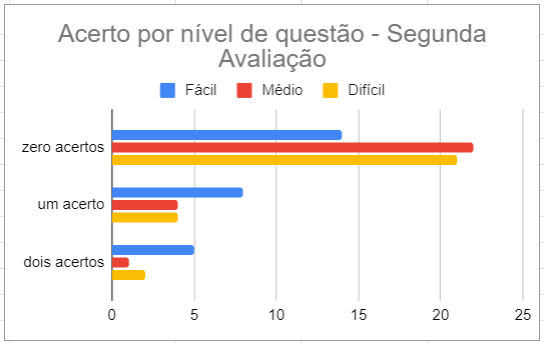 Acerto por nível de questão - Segunda
Avaliação
Fácil Médio Difícil
zero acertos
um acerto
dois acertos
0 5 10 15 20 25